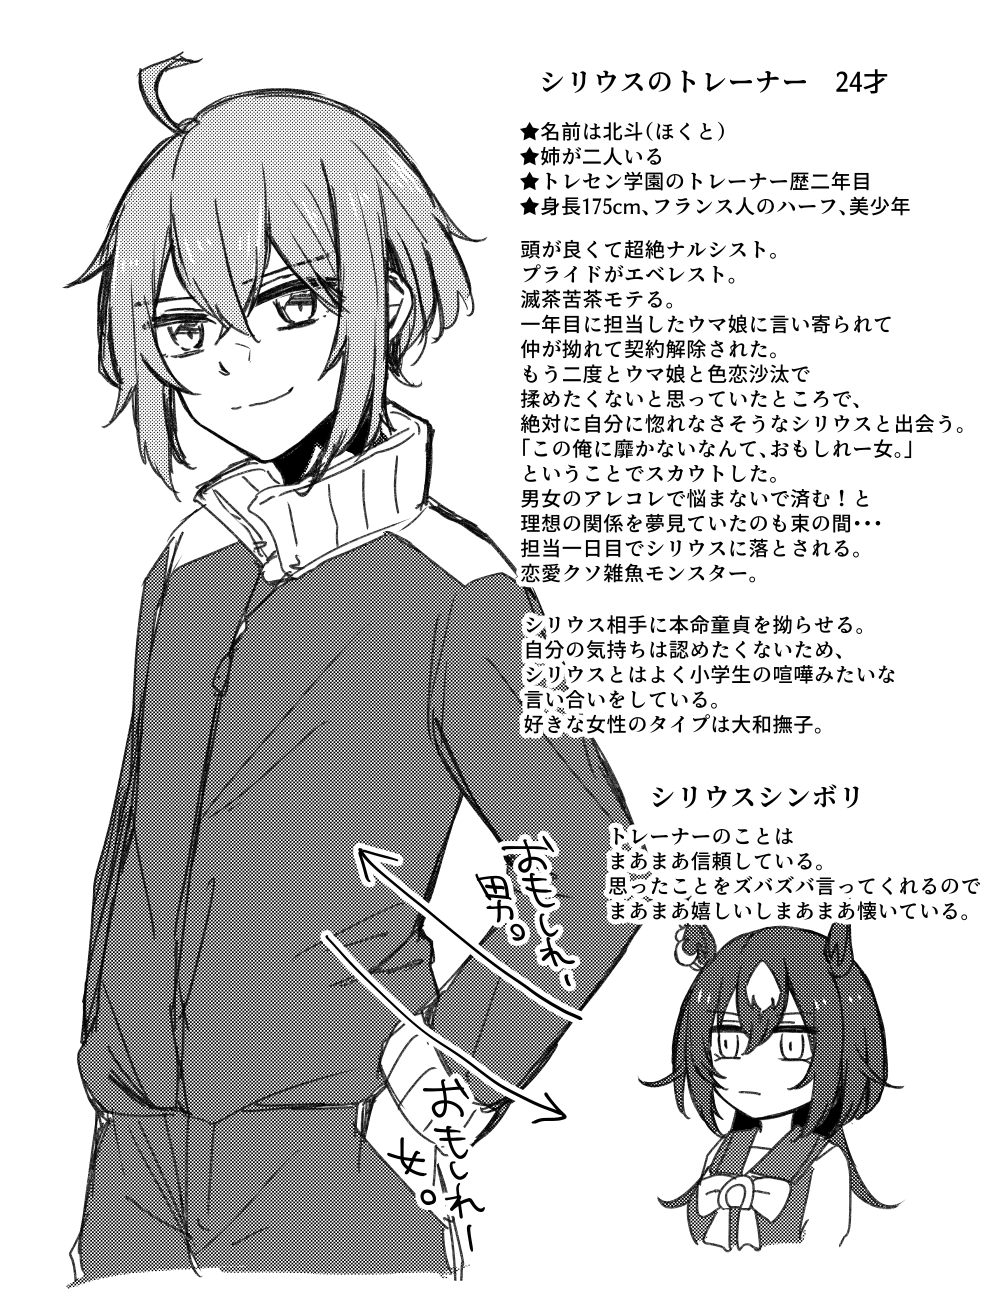 シリウスのトレーナー 24才
★名前は北斗(ほくと)
★姉が二人いる
★トレセン学園のトレーナー歴二年目
★身長175cm、フランス人のハーフ、美少年
頭が良くて超絶ナルシスト。
プライドがエベレスト。
滅茶苦茶モテる。
一年目に担当したウマ娘に言い寄られて
仲が拗れて契約解除された。
もう二度とウマ娘と色恋沙汰で
揉めたくないと思っていたところで、
絶対に自分に惚れなさそうなシリウスと出会う。
「この俺に靡かないなんて、おもしれー女。」
ということでスカウトした。
男女のアレコレで悩まないで済む！と
理想の関係を夢見ていたのも束の間・・・
担当一日目でシリウスに落とされる。
恋愛クソ雑魚モンスター。
シリウス相手に本命童貞を拗らせる。
自分の気持ちは認めたくないため、
シリウスとはよく小学生の喧嘩みたいな
言い合いをしている。
好きな女性のタイプは大和撫子。
シリウスシンボリ
トレーナーのことは
まあまあ信頼している。
思ったことをズバズバ言ってくれるので
まあまあ嬉しいしまあまあ懐いている。
おもしれー
男。
おもしれー
女。